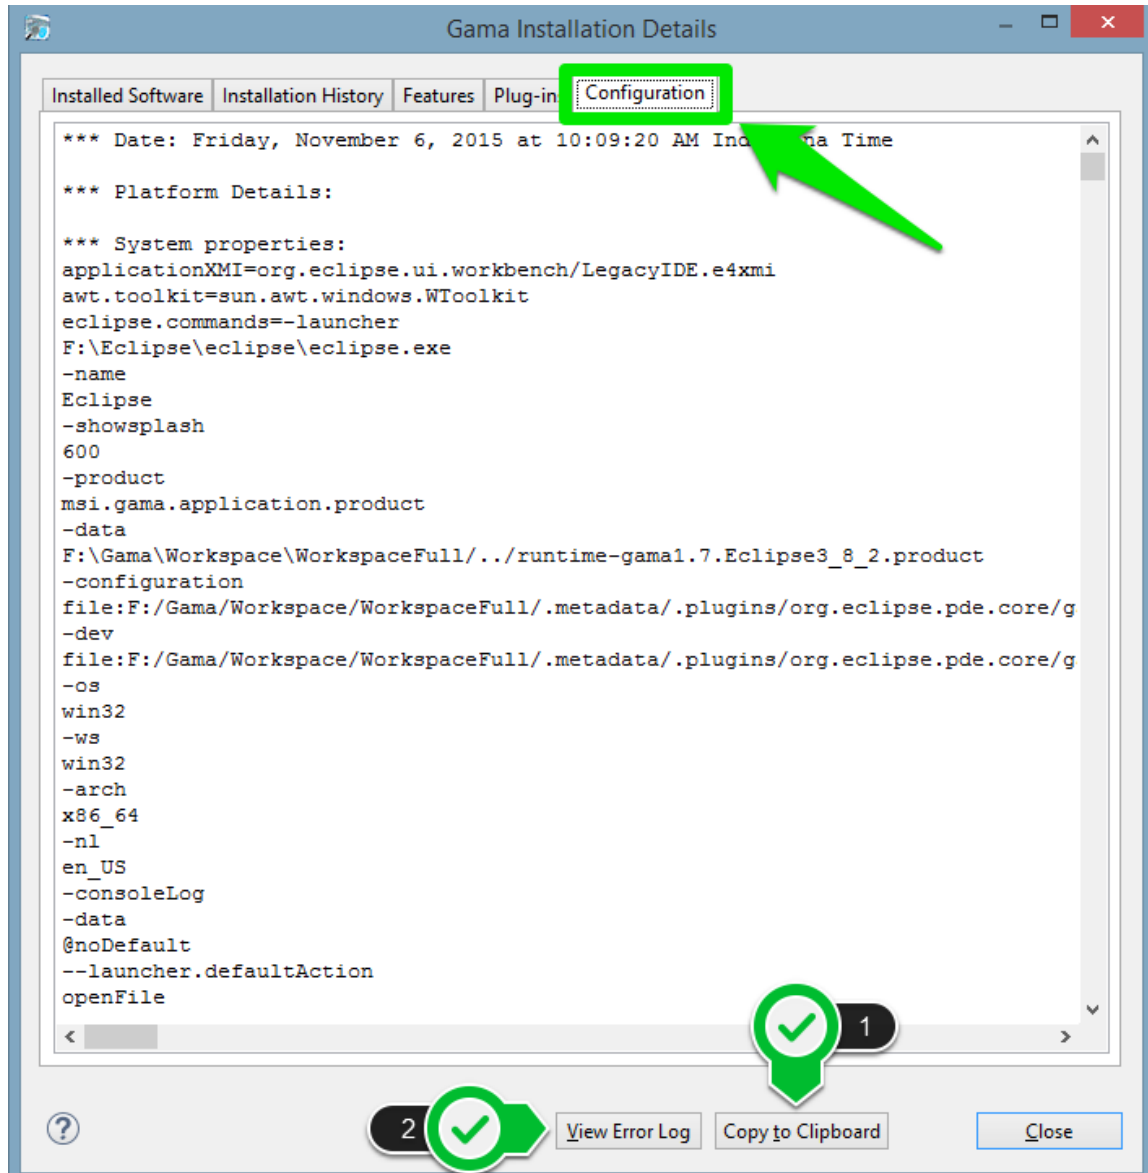 Gama Installation Details
Installed Software Installation History Features Plug-in Configuration
*** Date: Friday, November 6, 2015 at 10:09:20 AM Time
*** Platform Details:
*** System properties:
applicationXMI=org.eclipse.ui.workbench/LegacyIDE.e4xmi
awt.toolkit=sun.awt.windows.WToolkit
eclipse.commands=-launcher
F:\Eclipse\eclipse\eclipse.exe
-name
Eclipse
-showsplash
600
-product
msi.gama.application.product
-data
F:\Gama\Workspace\WorkspaceFull/../runtime-gama1.7.Eclipse3_8_2.product
-configuration
file:F:/Gama/Workspace/WorkspaceFull/.metadata/.plugins/org.eclipse.pde.core/g
-dev
file:F:/Gama/Workspace/WorkspaceFull/.metadata/.plugins/org.eclipse.pde.core/g
-os
win32
-ws
win32
-arch
x86_64
-nl
en_US
-consoleLog
-data
@noDefault
--launcher.defaultAction
openFile
1
2
View Error Log Copy to Clipboard Close